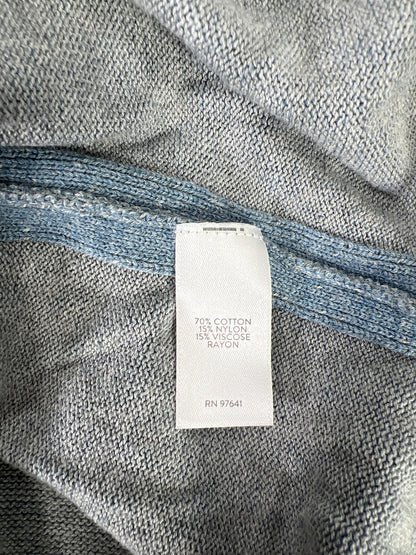 70% COTTON
15% NYLON
15% VISCOSE
RAYON
RN 97641